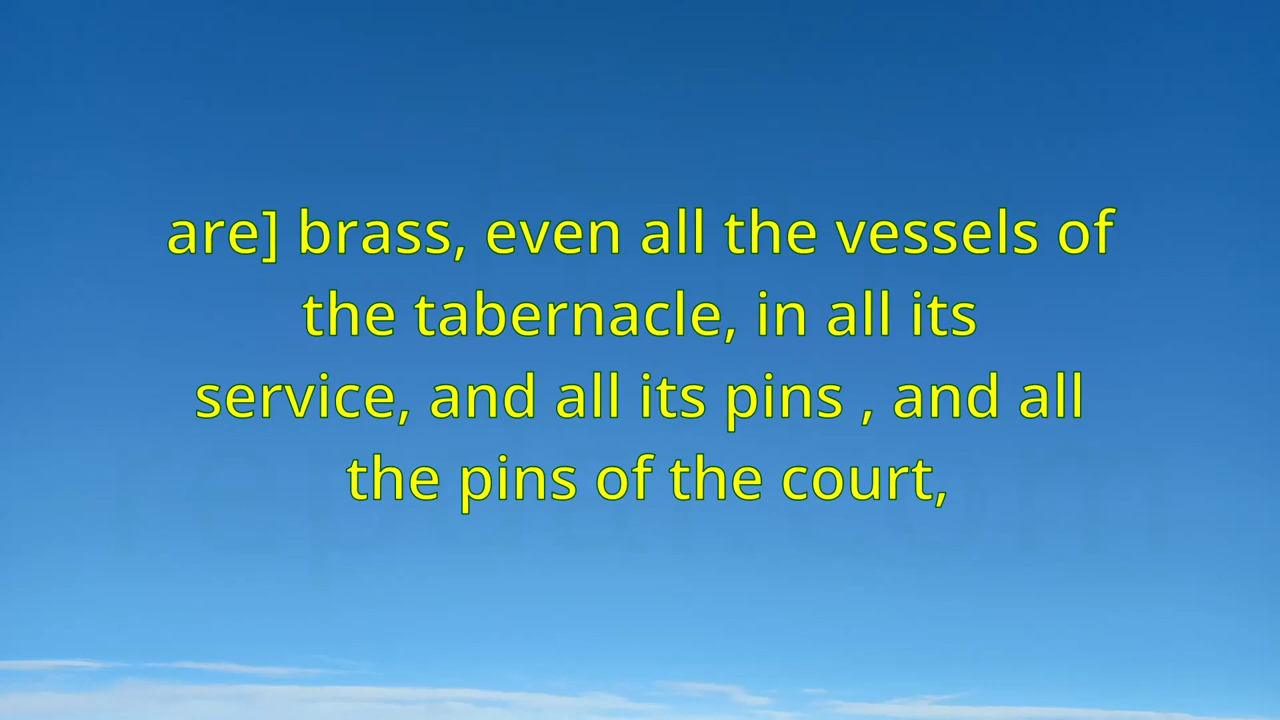 are] brass, even all the vessels of
the tabernacle, in all its
service, and all its pins , and all
the pins of the court,